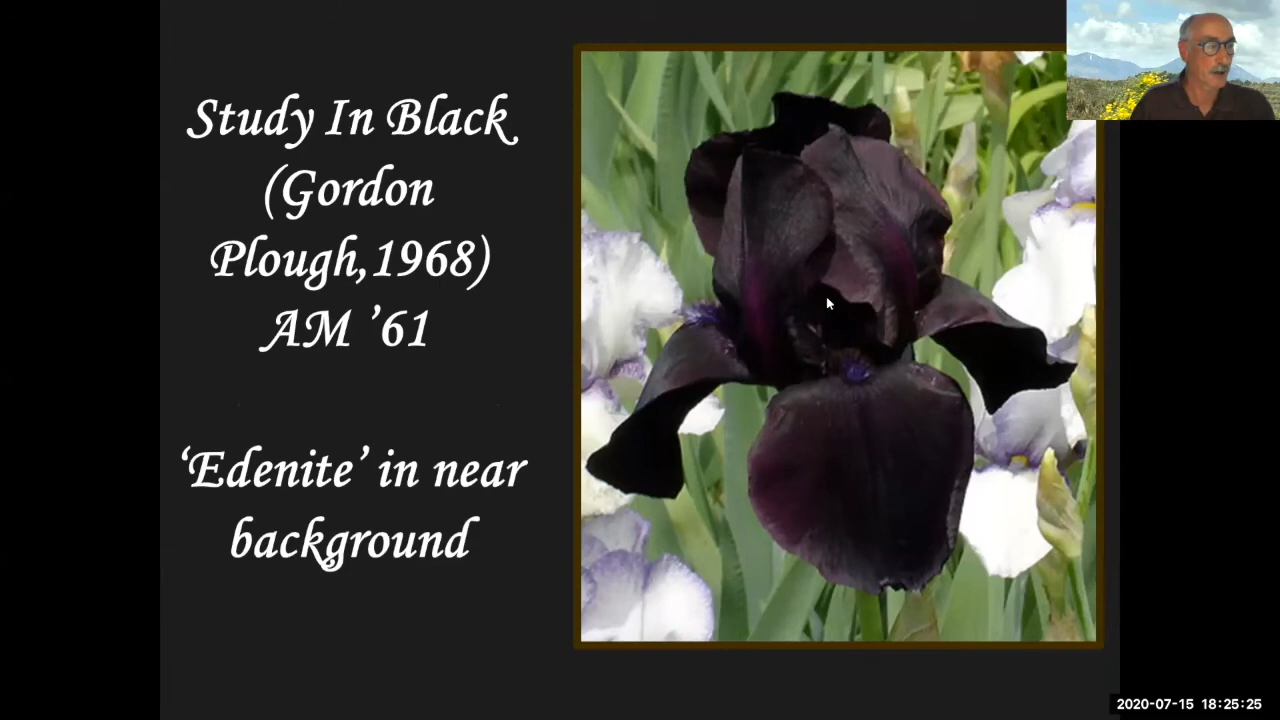 Study In Black
(Gordon
Plough,1968)
AM ’61
‘Edenite’ in near
background
2020-07-15 18:25:25